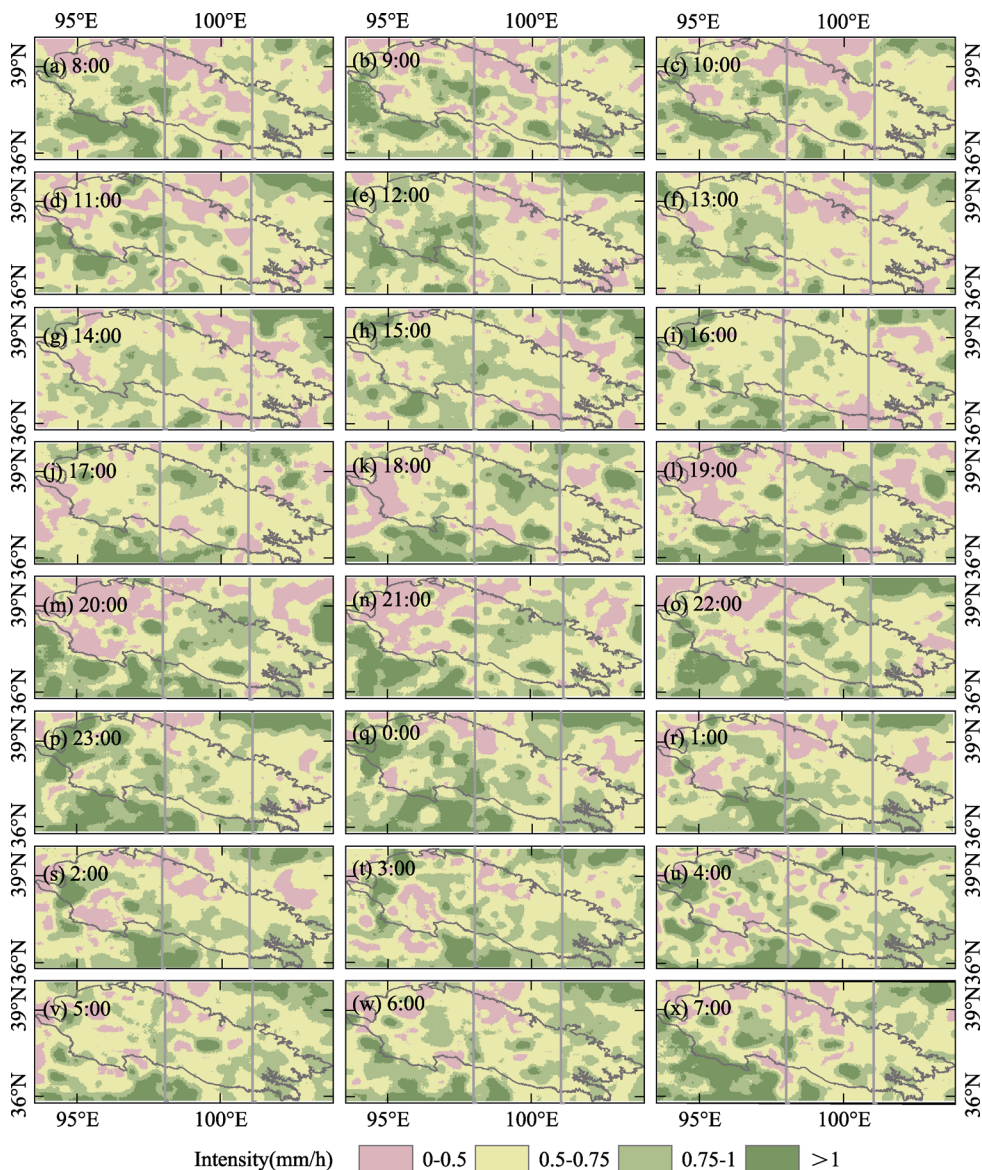 95°E 100°E 95°E 100°E 95°E 100°E
39°N (a) 8:00 (b) 9:00 (c) 10:00 39°N
36°N 36°N
39°N (d) 11:00 (e) 12:00 (f) 13:00 39°N
36°N 36°N
39°N (g) 14:00 (h) 15:00 (i) 16:00 39°N
36°N 36°N
39°N (j) 17:00 (k) 18:00 (l) 19:00 39°N
36°N 36°N
39°N (m) 20:00 (n) 21:00 (o) 22:00 39°N
36°N 36°N
39°N (p) 23:00 (q) 0:00 (r) 1:00 39°N
36°N 36°N
39°N (s) 2:00 (t) 3:00 (u) 4:00 39°N
36°N 36°N
39°N (v) 5:00 (w) 6:00 (x) 7:00 39°N
36°N 36°N
95°E 100°E 95°E 100°E 95°E 100°E
Intensity(mm/h) 0-0.5 0.5-0.75 0.75-1 >1